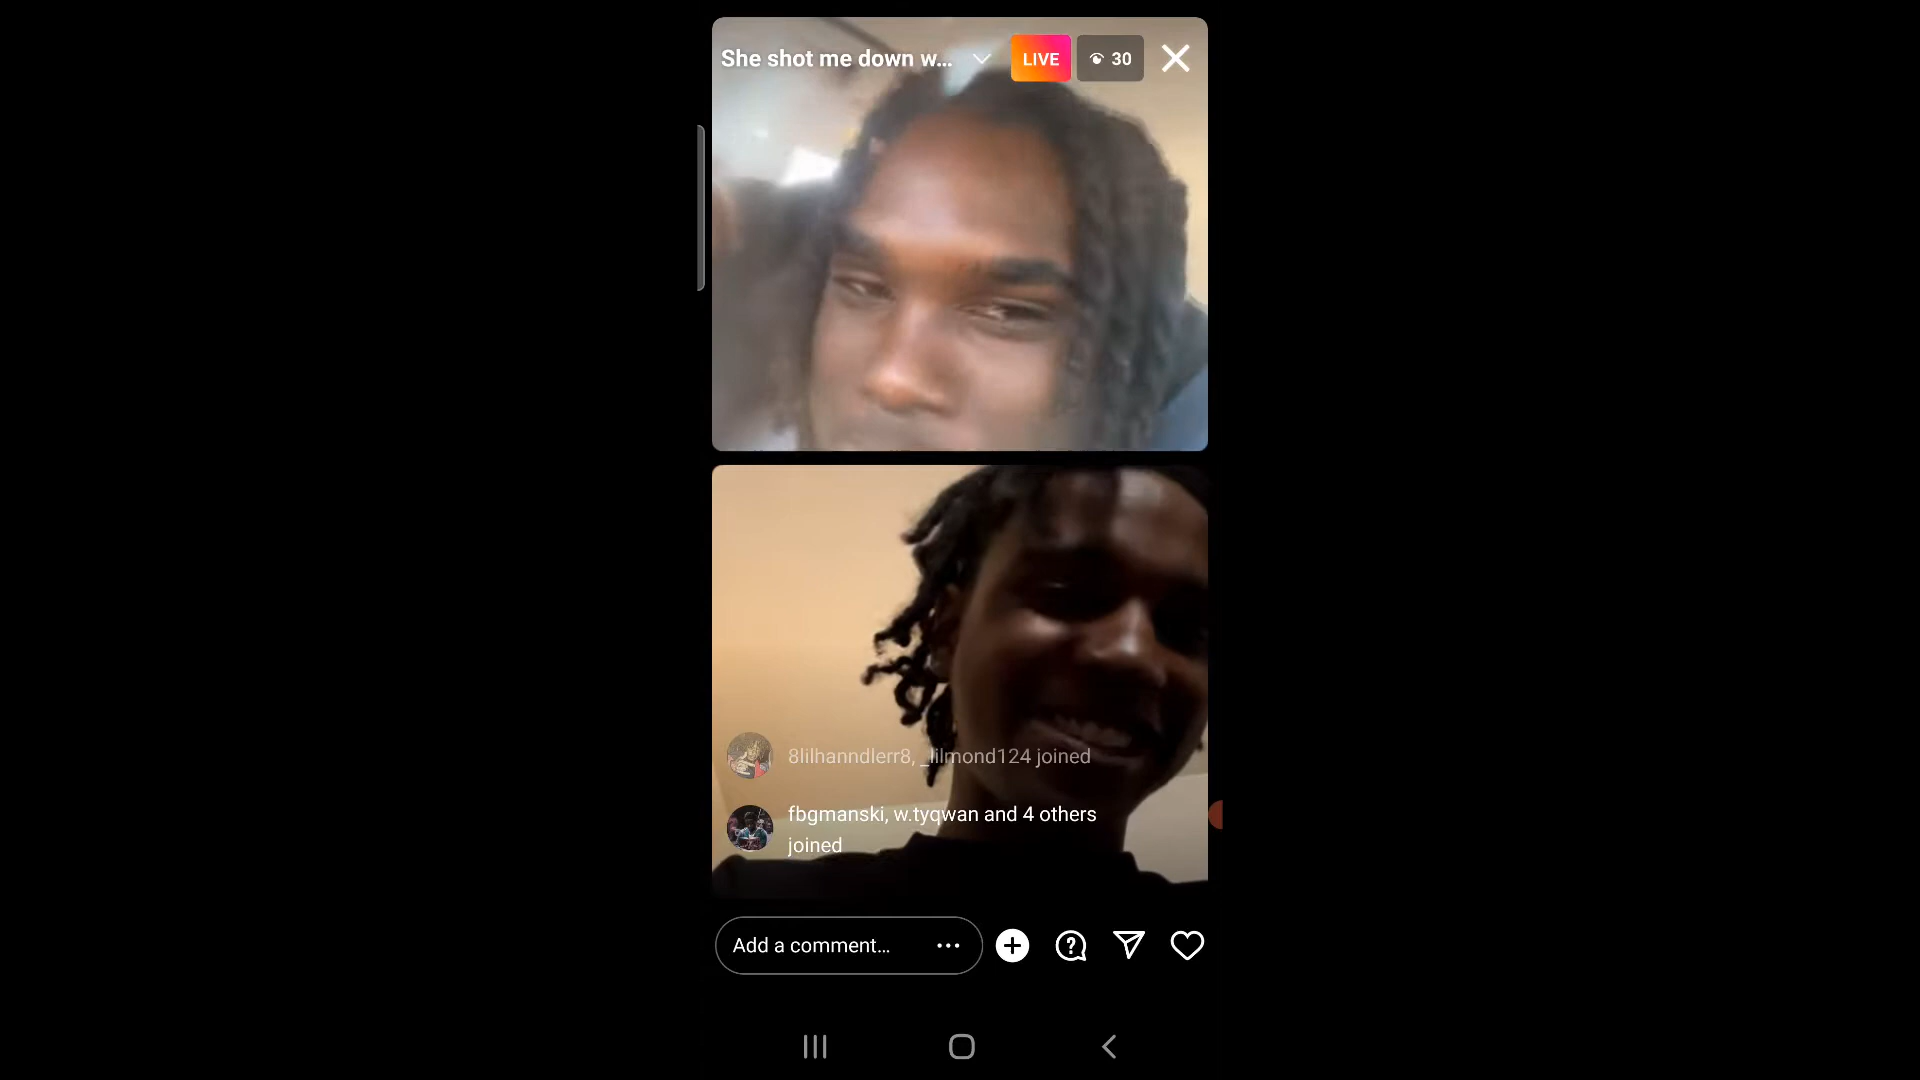 She shot me down w...
LIVE
30
8lilhanndlerr8, _lilmond124 joined
fbgmanski, w.tyqwan and 4 others
joined
Add a comment...